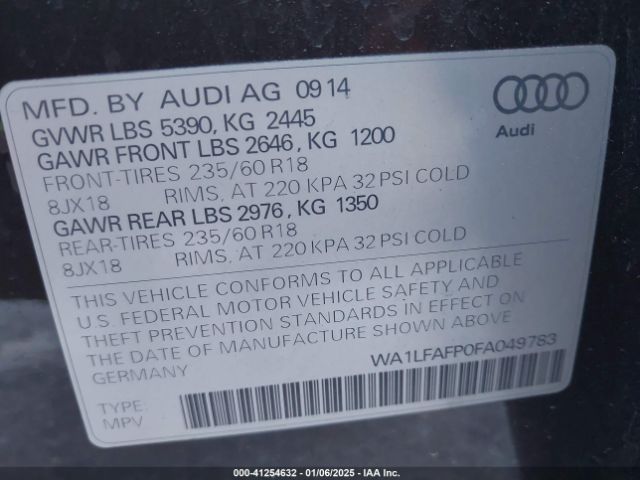 MFD. BY AUDI AG 09 14
GVWR LBS 5390, KG 2445
GAWR FRONT LBS 2646, KG 1200
FRONT-TIRES 235/60 R18
8JX18 RIMS, AT 220 KPA 32 PSI COLD
GAWR REAR LBS 2976, KG 1350
REAR-TIRES 235/60 R18
8JX18 RIMS, AT 220 KPA 32 PSI COLD
Audi
THIS VEHICLE CONFORMS TO ALL APPLICABLE
U.S. FEDERAL MOTOR VEHICLE SAFETY AND
THEFT PREVENTION STANDARDS IN EFFECT ON
THE DATE OF MANUFACTURE SHOWN ABOVE.
WA1LFAFP0FA049783
TYPE:
MPV
000-41254632 - 01/06/2025 - IAA Inc.